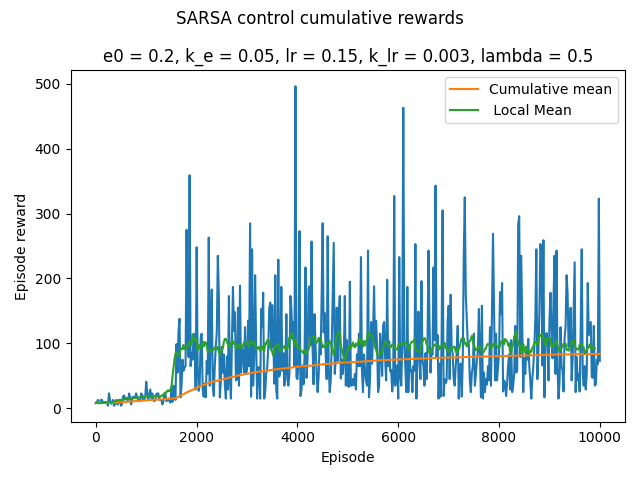 SARSA control cumulative rewards
e0 = 0.2, k_e = 0.05, lr = 0.15, k_lr = 0.003, lambda = 0.5
Cumulative mean
Local Mean
Episode reward
500
400
300
200
100
0
0 2000 4000 6000 8000 10000
Episode